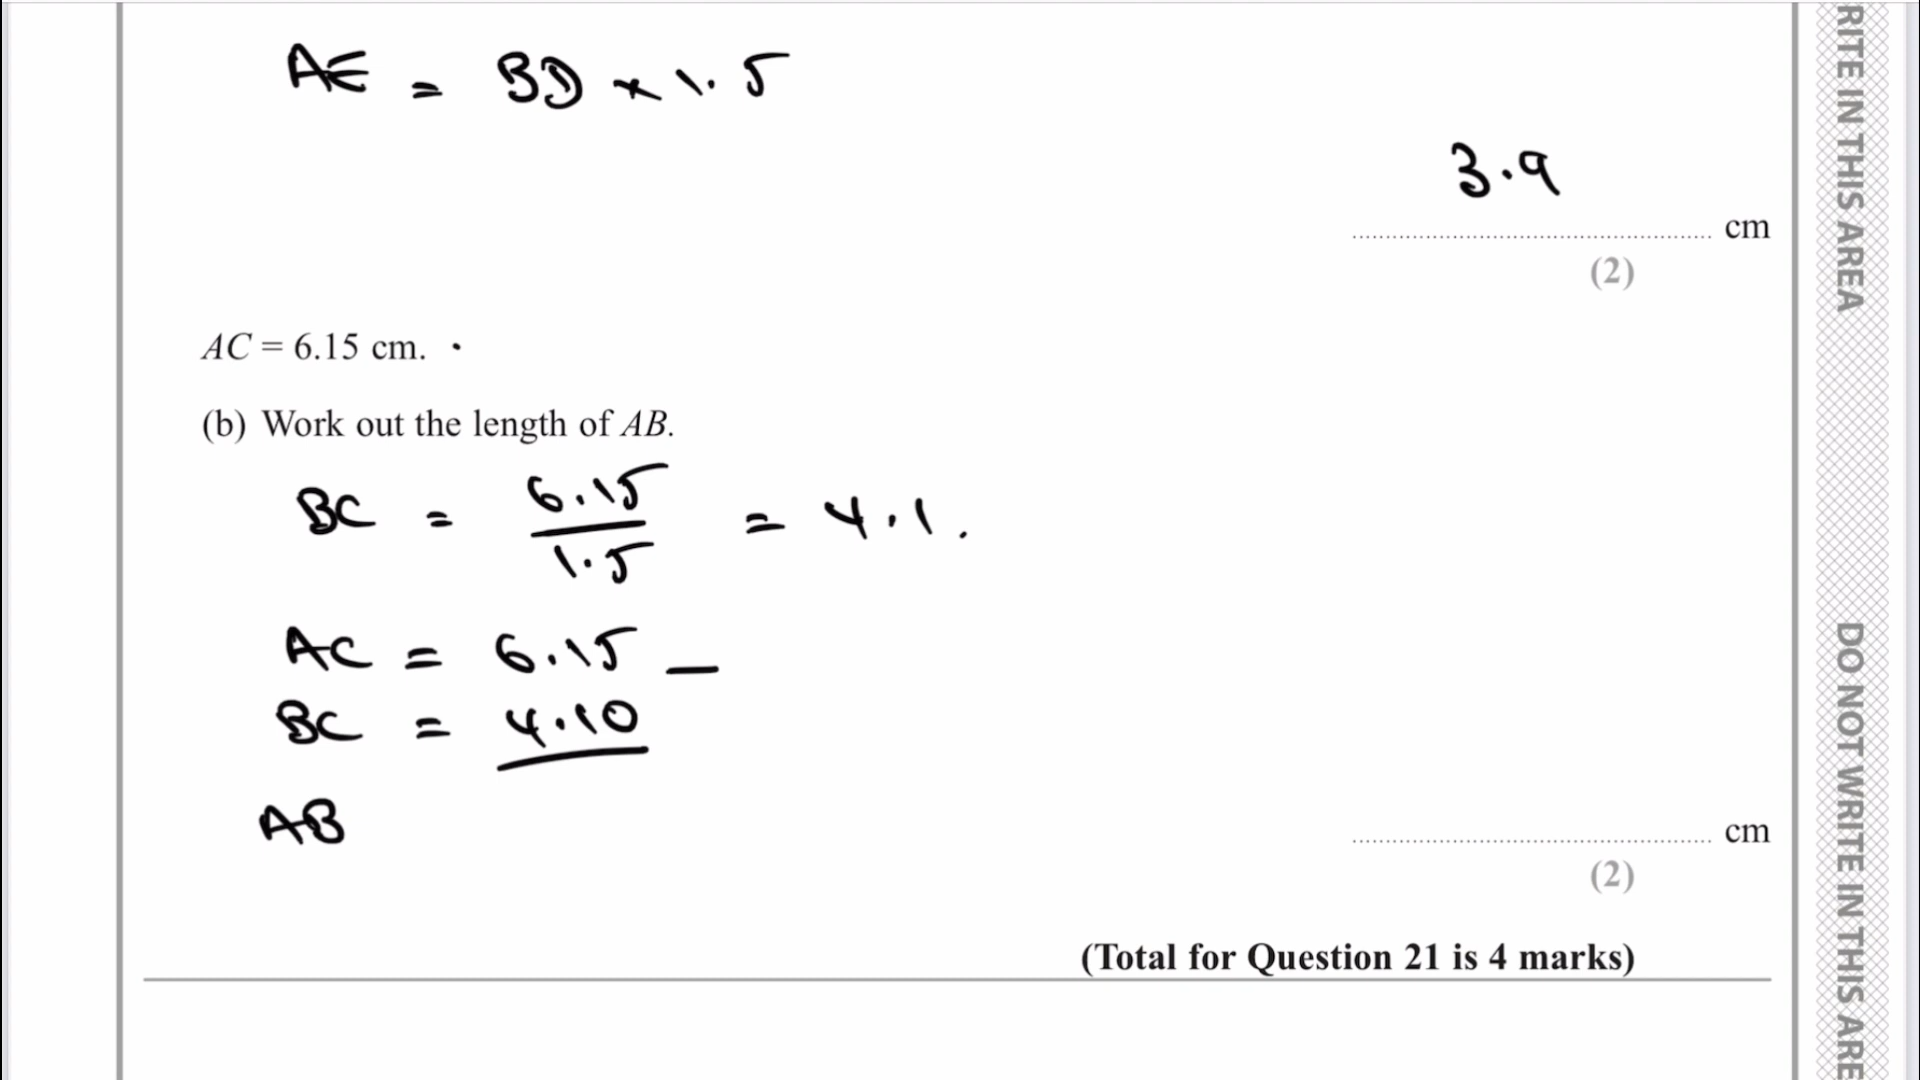 AE = BD × 1.5
3.9
cm
(2)
AC = 6.15 cm.
(b) Work out the length of AB.
BC = 6.15 / 1.5 = 4.1.
AC = 6.15 –
BC = 4.10
AB
cm
(2)
(Total for Question 21 is 4 marks)
RITE IN THIS AREA
DO NOT WRITE IN THIS ARE